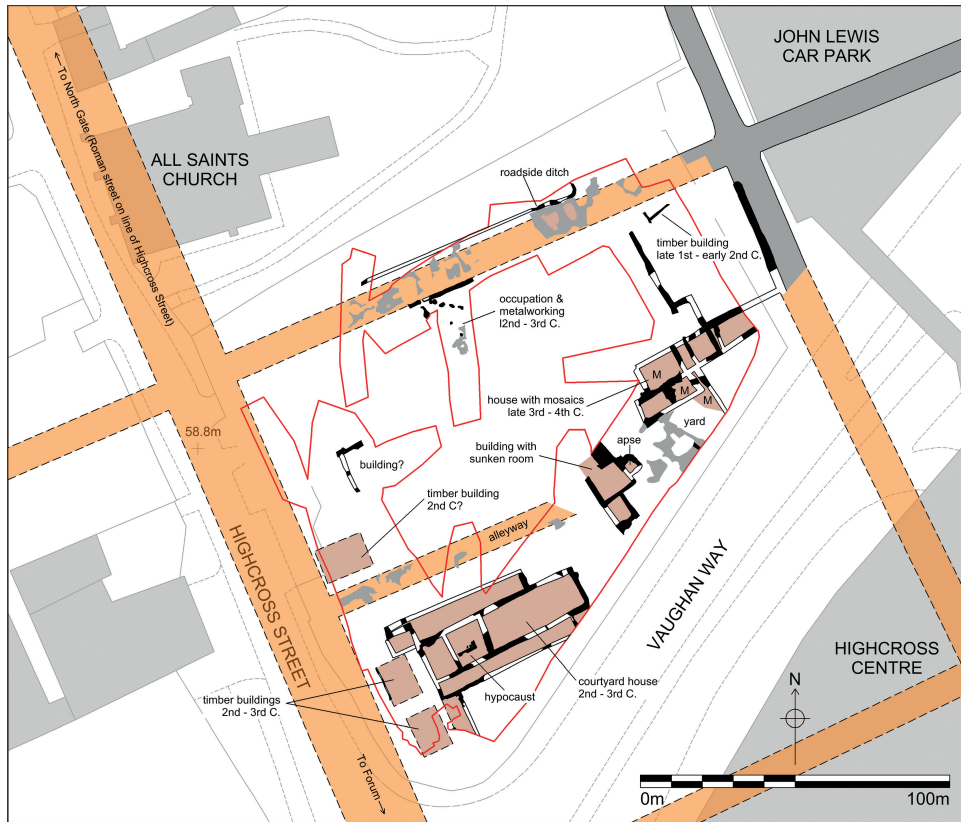 JOHN LEWIS
CAR PARK
← To North Gate (Roman street on line of Highcross Street)
ALL SAINTS
CHURCH
roadside ditch
timber building
late 1st - early 2nd C.
occupation &
metalworking
l2nd - 3rd C.
M
M
M
house with mosaics
late 3rd - 4th C.
yard
58.8m
building?
building with
sunken room
apse
timber building
2nd C?
alleyway
HIGHCROSS STREET
VAUGHAN WAY
HIGHCROSS
CENTRE
timber buildings
2nd - 3rd C.
hypocaust
courtyard house
2nd - 3rd C.
N
To Forum →
0m
100m